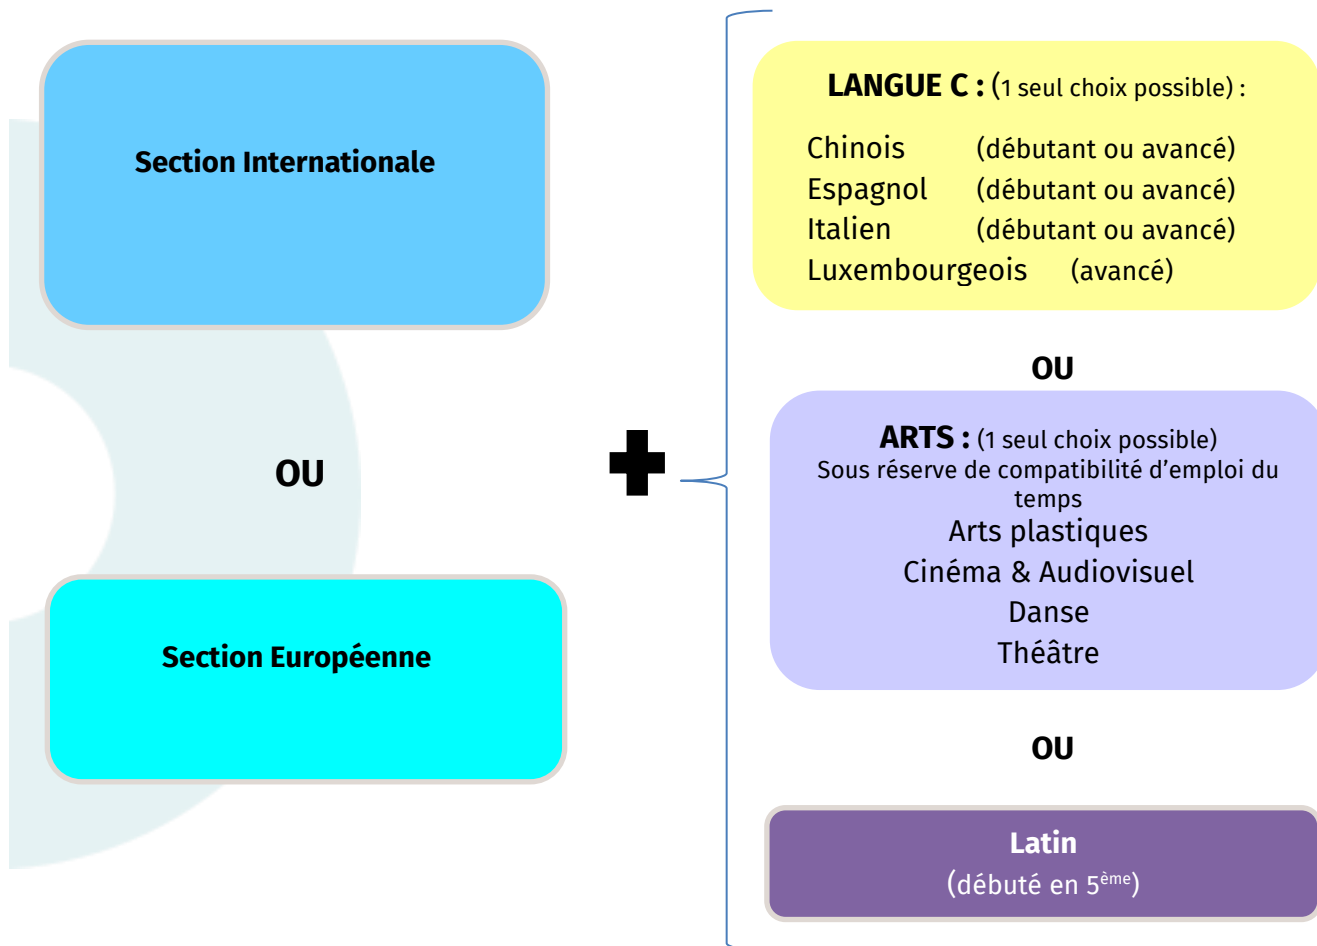 Section Internationale
OU
Section Européenne
LANGUE C : (1 seul choix possible) :
Chinois (débutant ou avancé)
Espagnol (débutant ou avancé)
Italien (débutant ou avancé)
Luxembourgeois (avancé)
OU
ARTS : (1 seul choix possible)
Sous réserve de compatibilité d’emploi du
temps
Arts plastiques
Cinéma & Audiovisuel
Danse
Théâtre
OU
Latin
(débuté en 5ème)